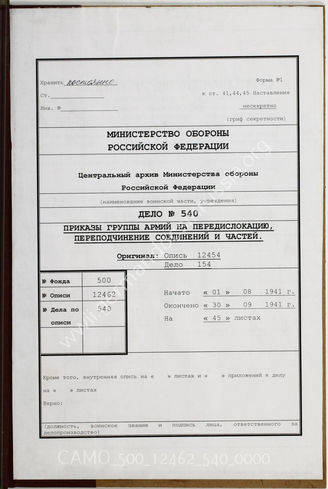 Хранить постоянно
Форма №1
Ст.
к ст. 41,44,45 Наставление
Инв. №
несекретно
(гриф секретности)
МИНИСТЕРСТВО ОБОРОНЫ
РОССИЙСКОЙ ФЕДЕРАЦИИ
Центральный архив Министерства обороны
Российской Федерации
(наименование воинской части, учреждения)
ДЕЛО № 540
ПРИКАЗЫ ГРУППЫ АРМИЙ НА ПЕРЕДИСЛОКАЦИЮ,
ПЕРЕПОДЧИНЕНИЕ СОЕДИНЕНИЙ И ЧАСТЕЙ.
Оригинал: Опись 12454
Дело 154
№ Фонда 500
№ Описи 12462
№ Дела по описи 540
Начато « 01 » 08 1941 г.
Окончено « 30 » 09 1941 г.
На « 45 » листах
Кроме того, внутренняя опись на « » листах и « » приложений к делу
на « » листах
Верно:
(должность, воинское звание и подпись лица, ответственного за
делопроизводство)
CAMO_500_12462_540_0000